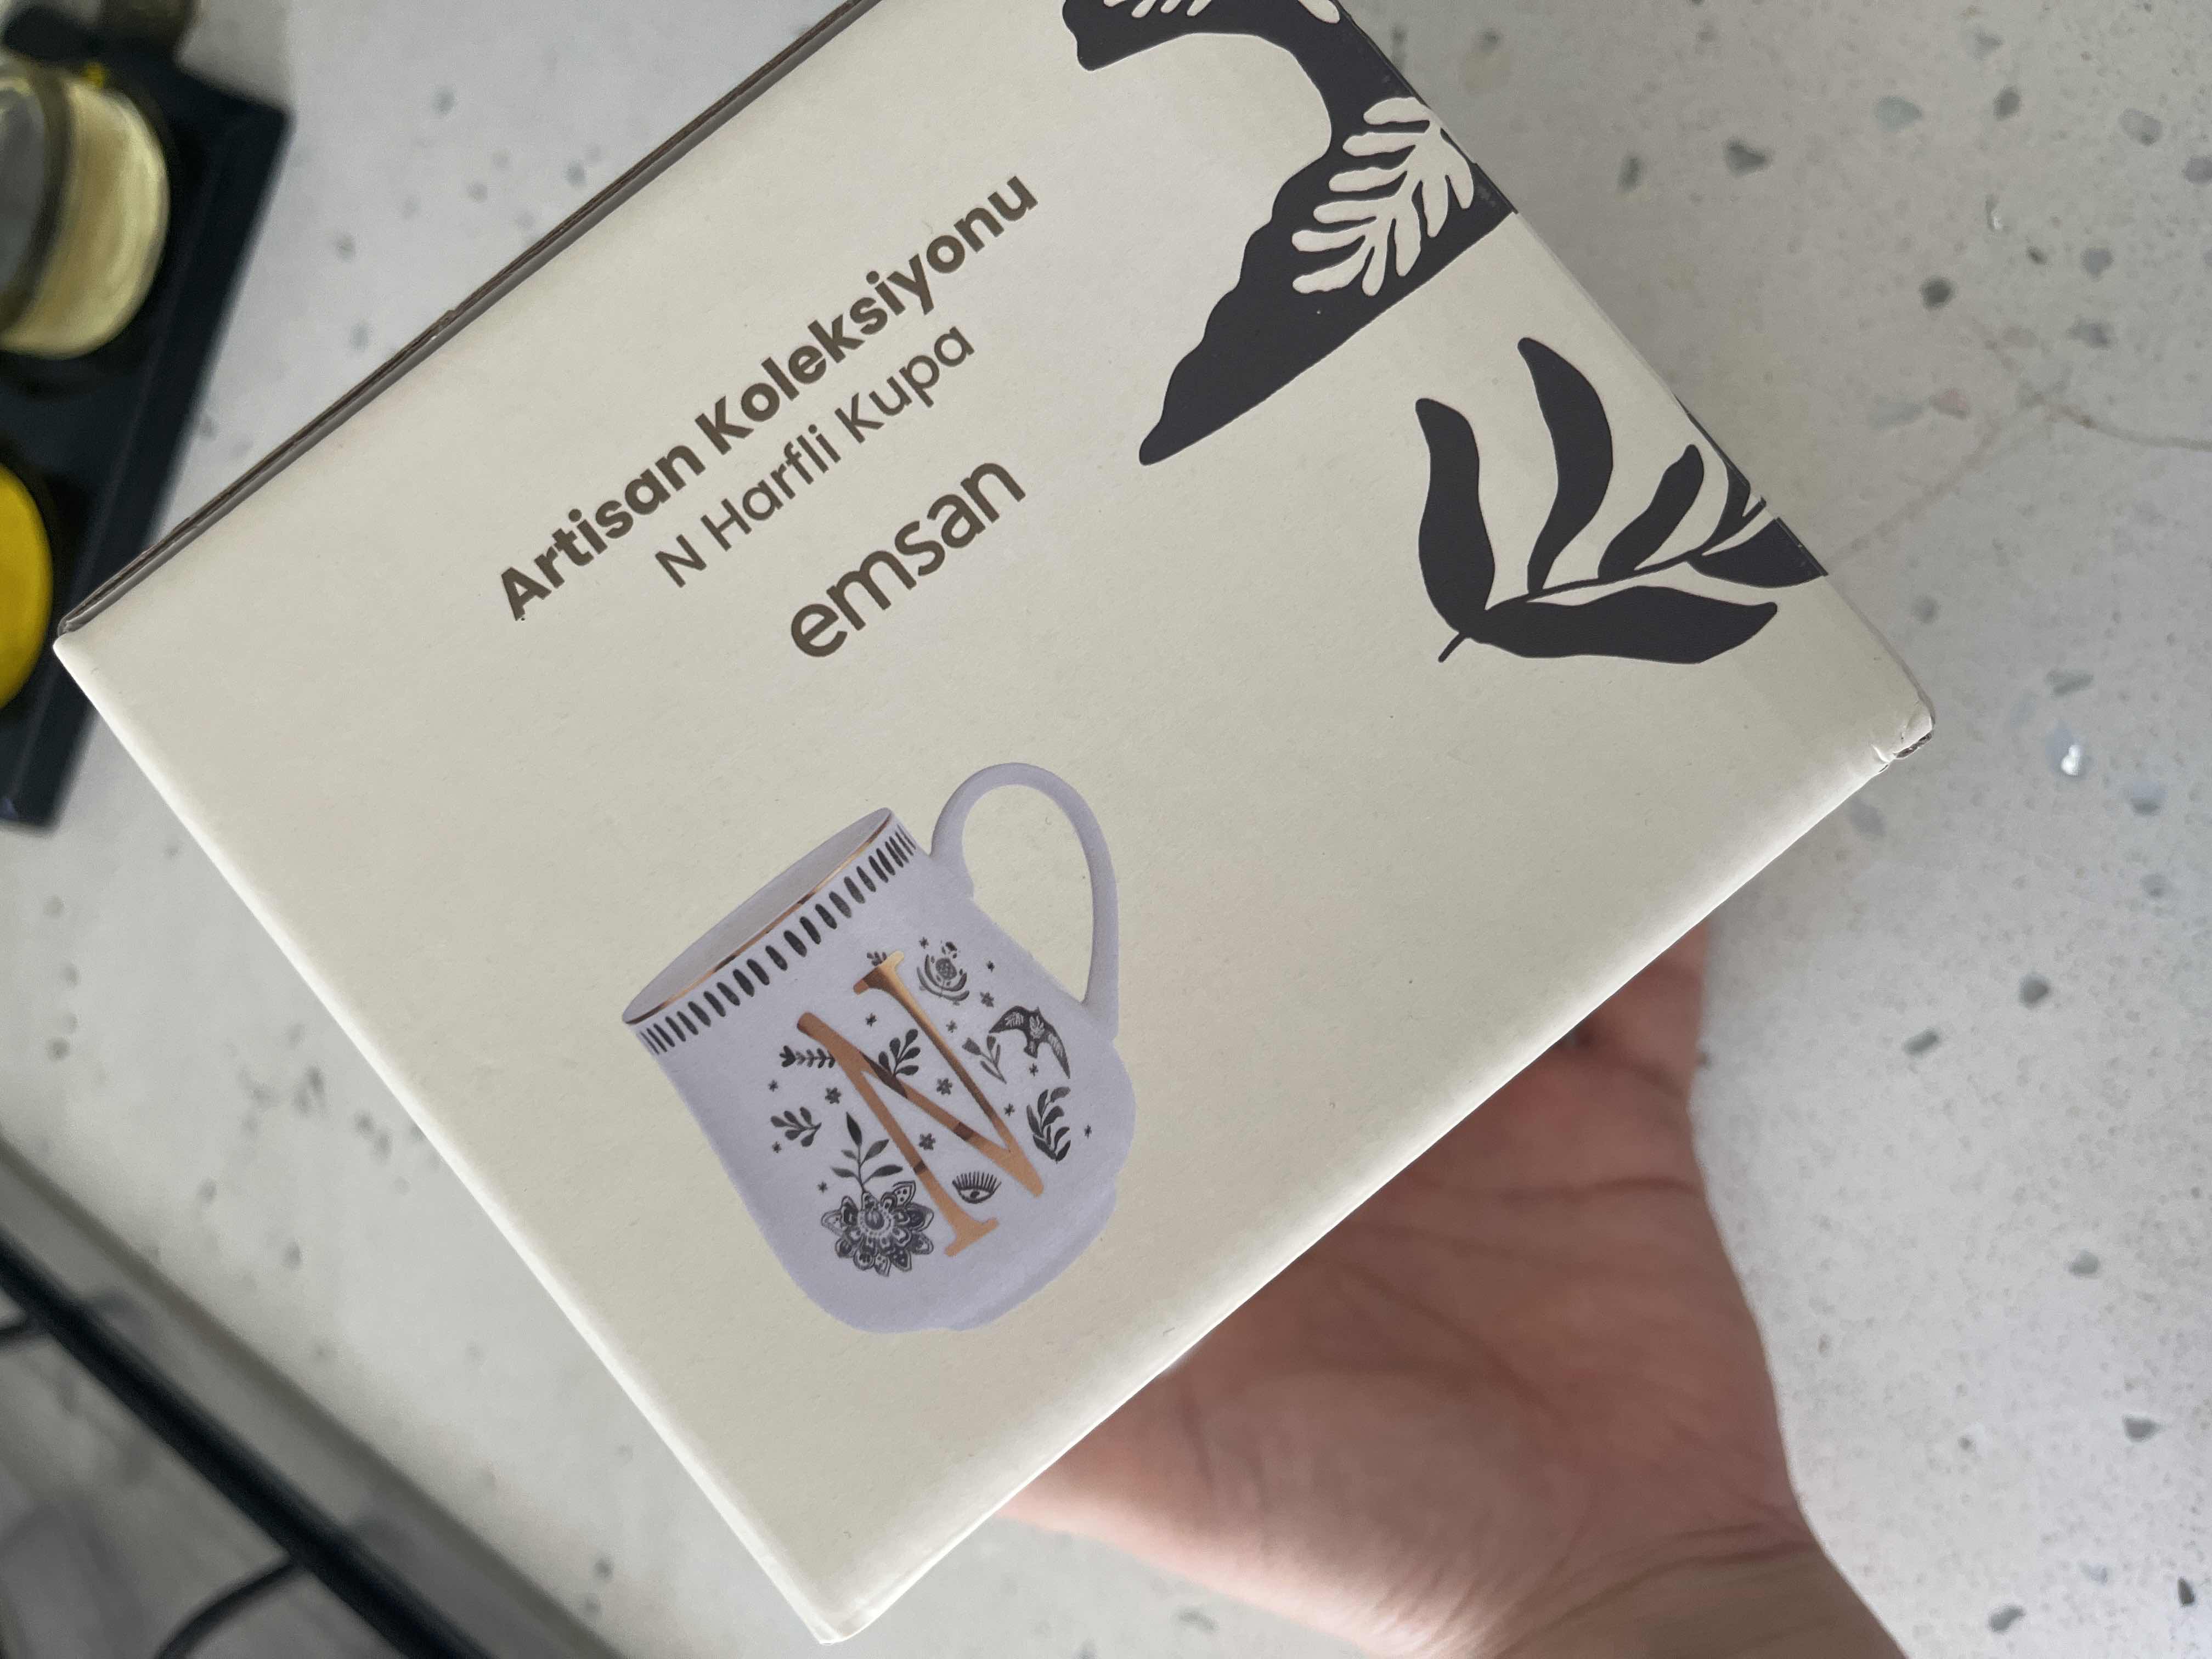 Artisan Koleksiyonu
N Harfli Kupa
emsan
N